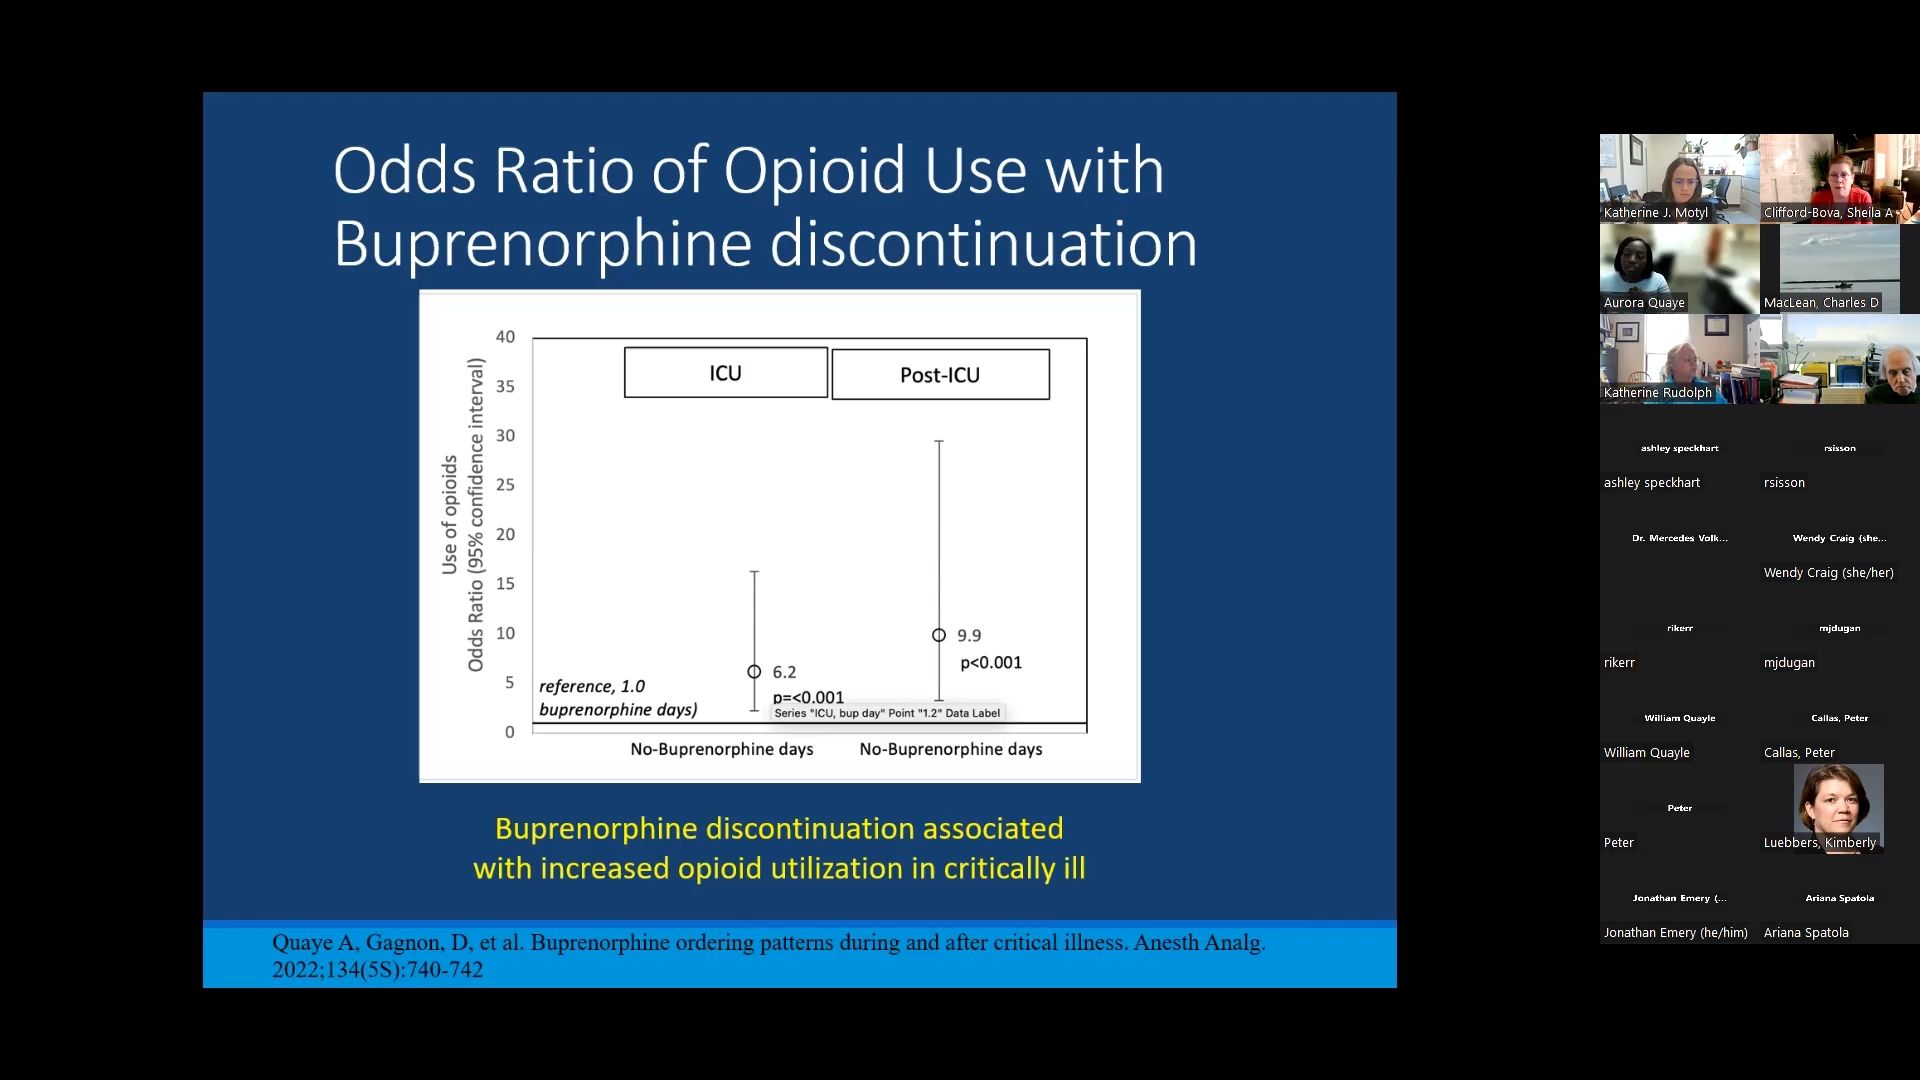 Odds Ratio of Opioid Use with
Buprenorphine discontinuation
Use of opioids
Odds Ratio (95% confidence interval)
40
35
30
25
20
15
10
5
0
ICU
Post-ICU
6.2
p=<0.001
9.9
p<0.001
reference, 1.0
buprenorphine days)
Series "ICU, bup day" Point "1.2" Data Label
No-Buprenorphine days
No-Buprenorphine days
Buprenorphine discontinuation associated
with increased opioid utilization in critically ill
Quaye A, Gagnon, D, et al. Buprenorphine ordering patterns during and after critical illness. Anesth Analg.
2022;134(5S):740-742
Katherine J. Motyl
Clifford-Bova, Sheila A
Aurora Quaye
MacLean, Charles D
Katherine Rudolph
ashley speckhart
rsisson
ashley speckhart
rsisson
Dr. Mercedes Volk...
Wendy Craig (she...
Wendy Craig (she/her)
rikerr
mjdugan
rikerr
mjdugan
William Quayle
Callas, Peter
William Quayle
Callas, Peter
Peter
Peter
Luebbers, Kimberly
Jonathan Emery (...
Ariana Spatola
Jonathan Emery (he/him)
Ariana Spatola